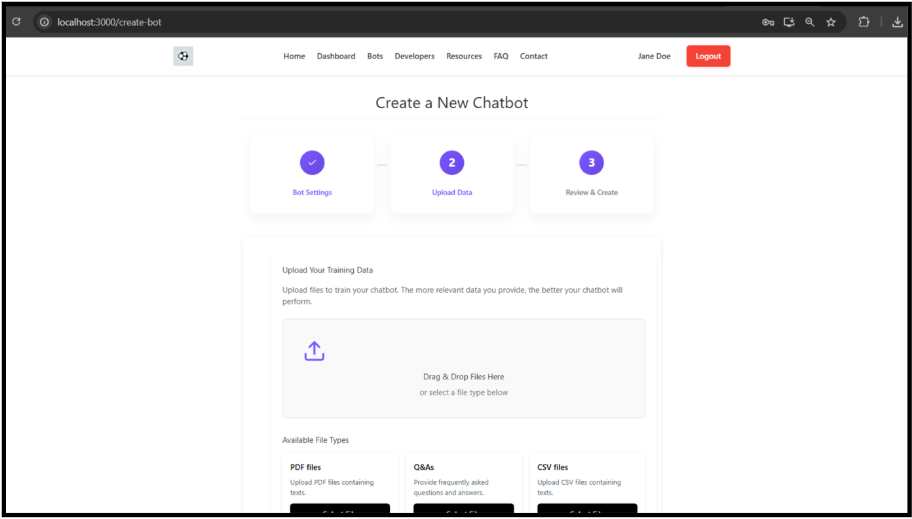 localhost:3000/create-bot
Home Dashboard Bots Developers Resources FAQ Contact Jane Doe Logout
Create a New Chatbot
2 3
Bot Settings Upload Data Review & Create
Upload Your Training Data
Upload files to train your chatbot. The more relevant data you provide, the better your chatbot will
perform.
Drag & Drop Files Here
or select a file type below
Available File Types
PDF files Q&As CSV files
Upload PDF files containing Provide frequently asked Upload CSV files containing
texts. questions and answers. texts.